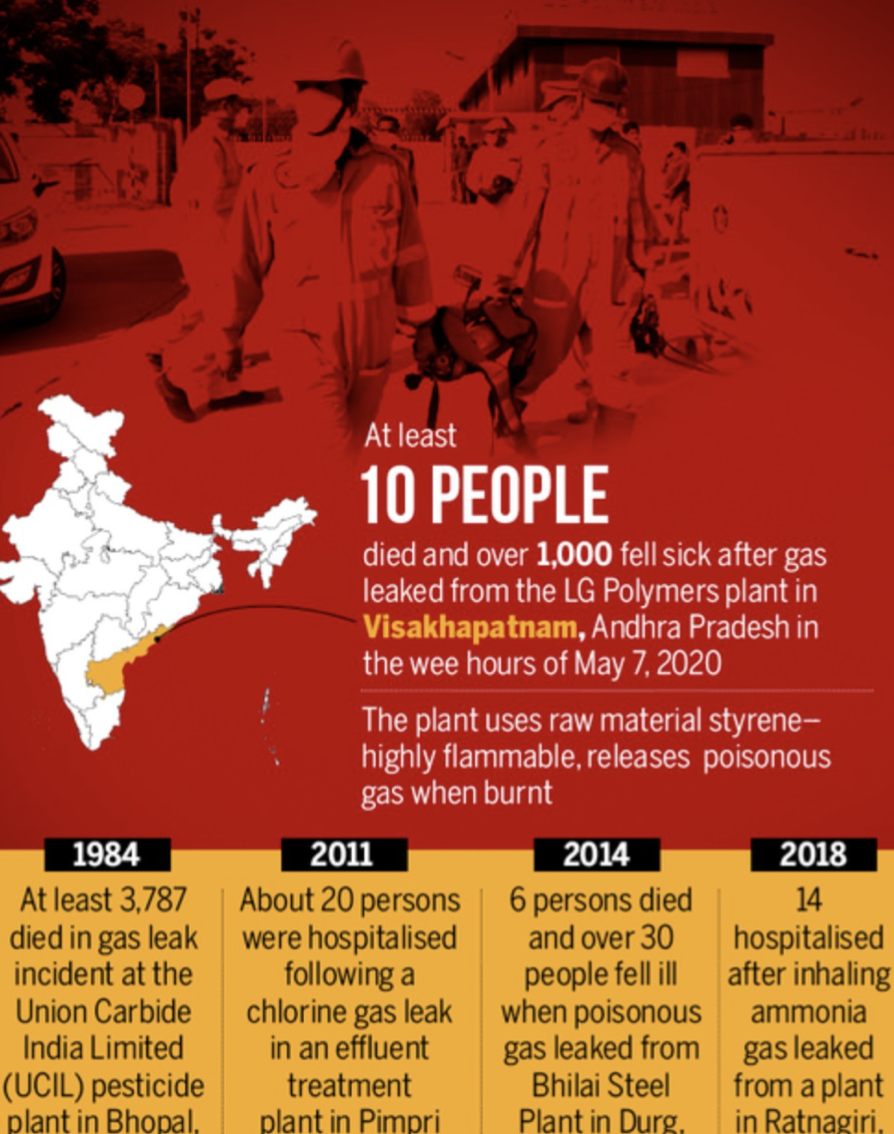 At least
10 PEOPLE
died and over 1,000 fell sick after gas
leaked from the LG Polymers plant in
Visakhapatnam, Andhra Pradesh in
the wee hours of May 7, 2020
The plant uses raw material styrene–
highly flammable, releases poisonous
gas when burnt
1984
At least 3,787
died in gas leak
incident at the
Union Carbide
India Limited
(UCIL) pesticide
plant in Bhopal,
2011
About 20 persons
were hospitalised
following a
chlorine gas leak
in an effluent
treatment
plant in Pimpri
2014
6 persons died
and over 30
people fell ill
when poisonous
gas leaked from
Bhilai Steel
Plant in Durg,
2018
14
hospitalised
after inhaling
ammonia
gas leaked
from a plant
in Ratnagiri,